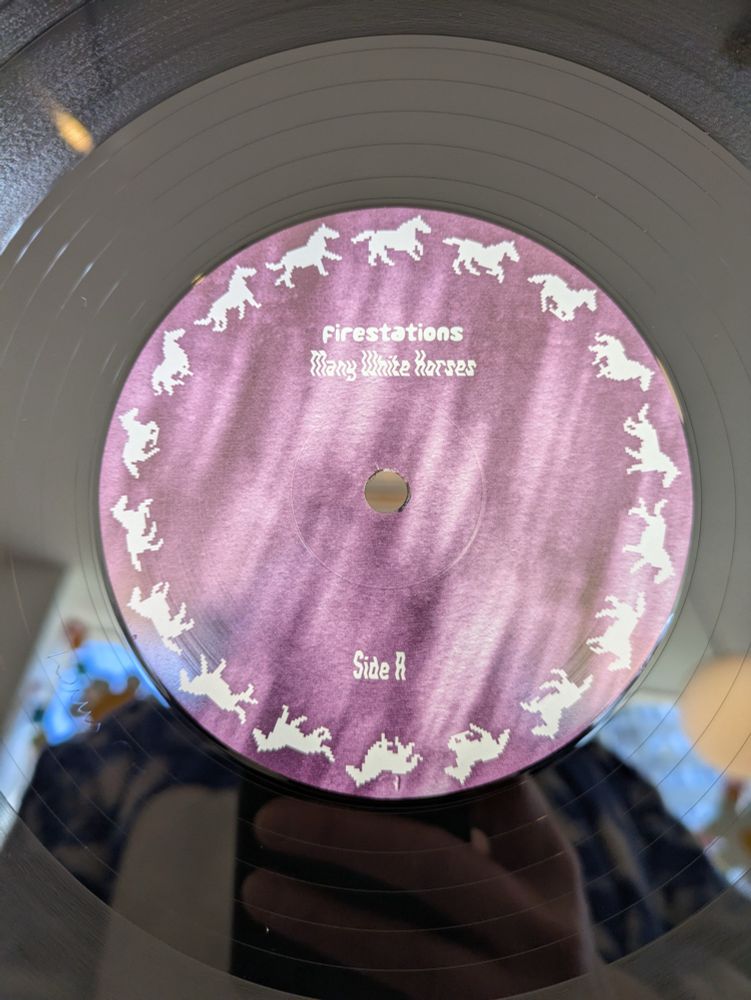 firestations
Many White Horses
Side A